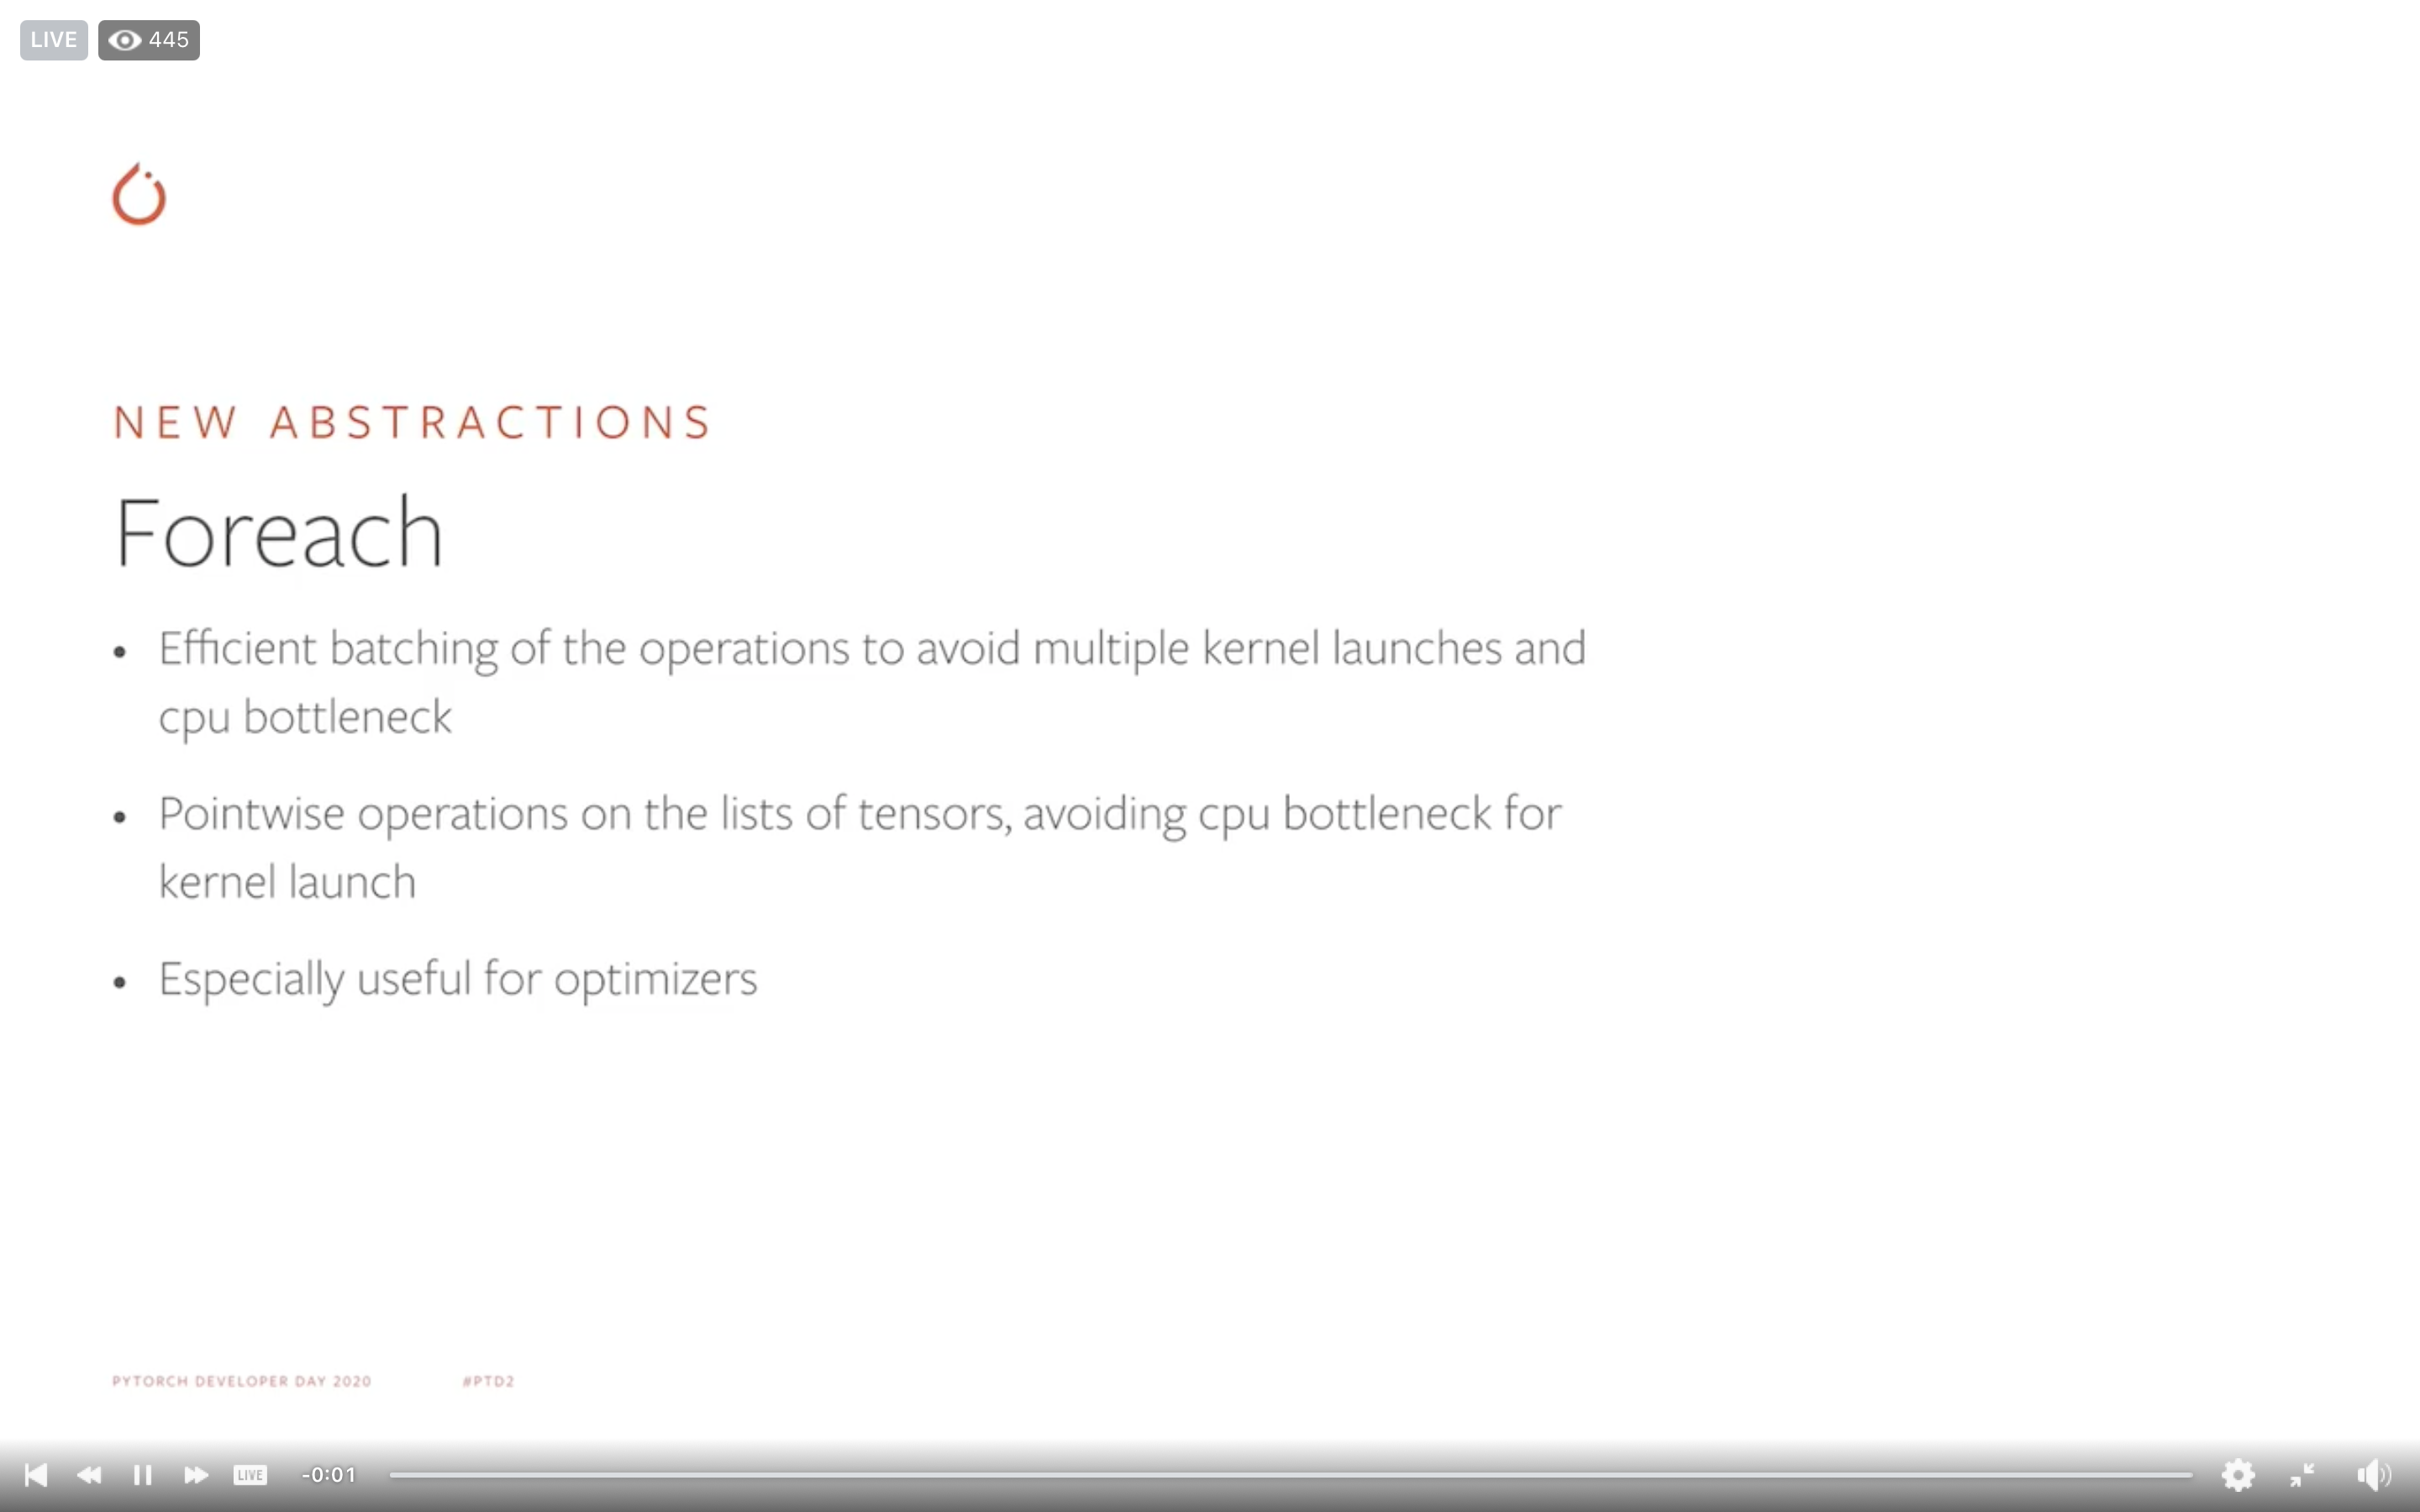 LIVE 445
NEW ABSTRACTIONS
Foreach
• Efficient batching of the operations to avoid multiple kernel launches and
cpu bottleneck
• Pointwise operations on the lists of tensors, avoiding cpu bottleneck for
kernel launch
• Especially useful for optimizers
PYTORCH DEVELOPER DAY 2020 #PTD2
LIVE -0:01